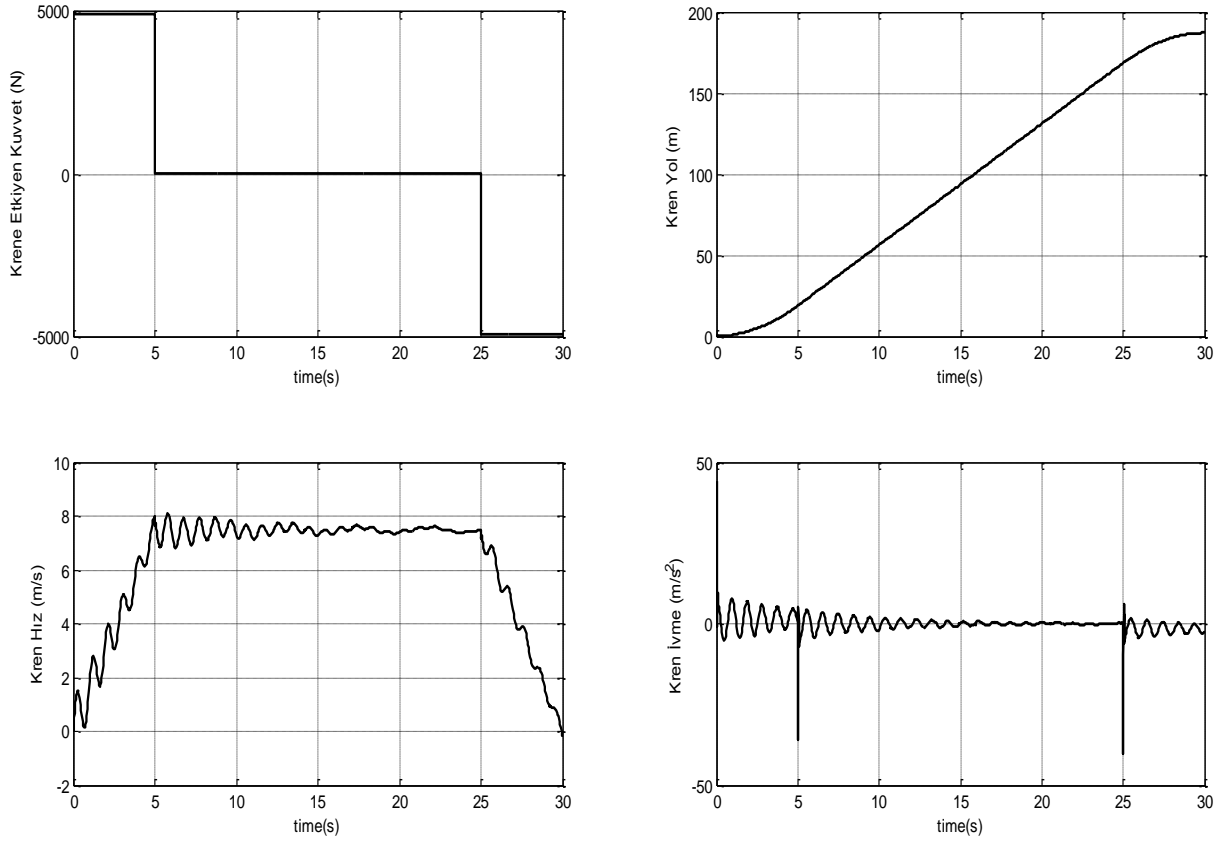 5000
0
-5000
Krene Etkiyen Kuvvet (N)
0 5 10 15 20 25 30
time(s)
200
150
100
50
0
Kren Yol (m)
0 5 10 15 20 25 30
time(s)
10
8
6
4
2
0
-2
Kren Hız (m/s)
0 5 10 15 20 25 30
time(s)
50
0
-50
Kren İvme (m/s²)
0 5 10 15 20 25 30
time(s)